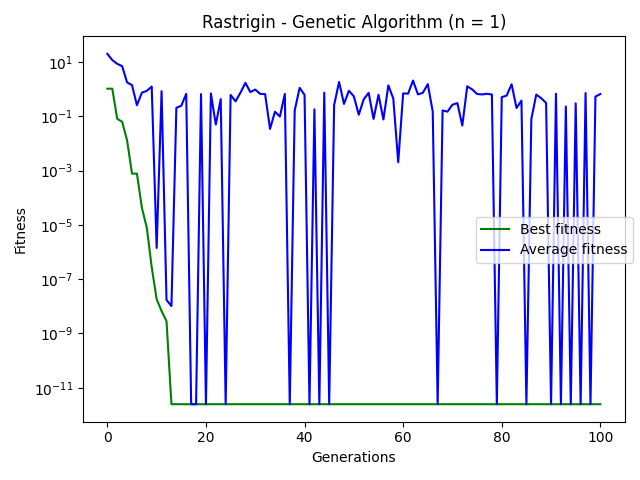 Rastrigin - Genetic Algorithm (n = 1)
Fitness
10¹
10⁻¹
10⁻³
10⁻⁵
10⁻⁷
10⁻⁹
10⁻¹¹
Best fitness
Average fitness
0 20 40 60 80 100
Generations